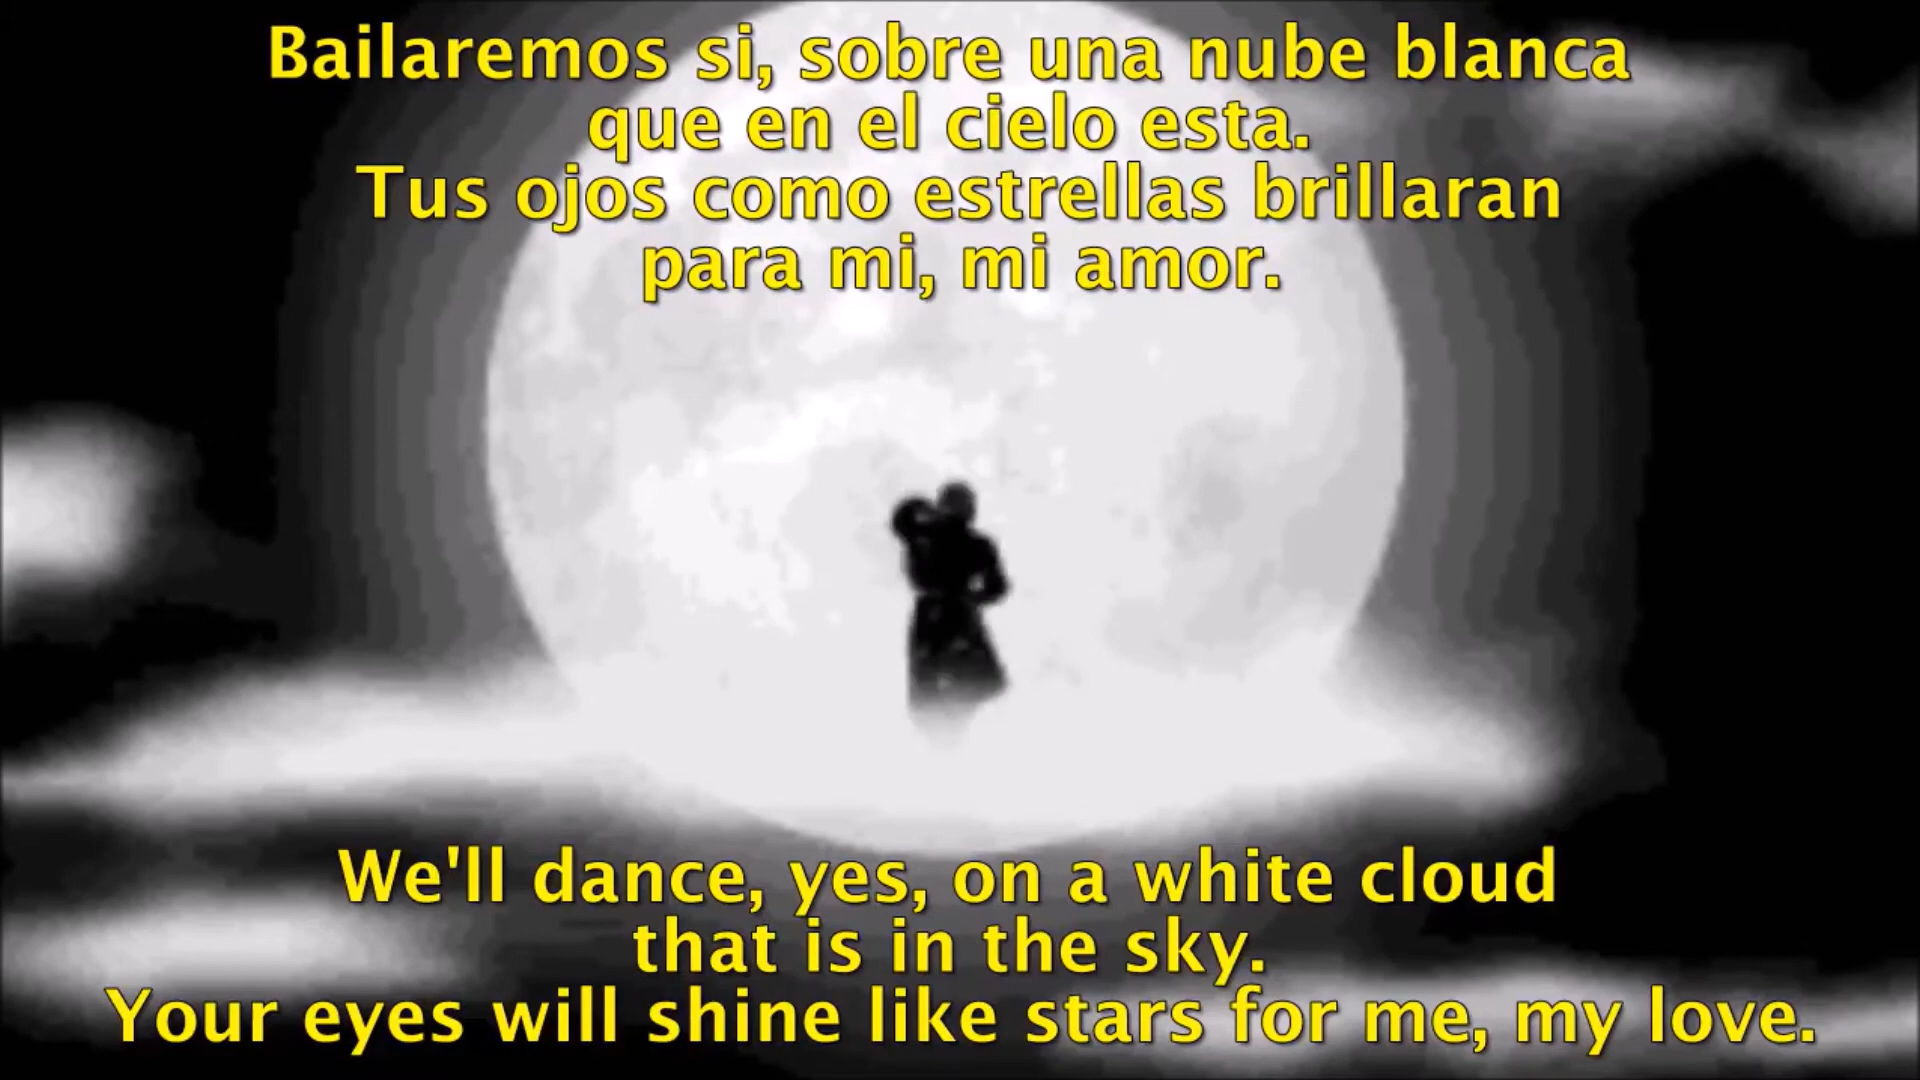 Bailaremos si, sobre una nube blanca
que en el cielo esta.
Tus ojos como estrellas brillaran
para mi, mi amor.
We'll dance, yes, on a white cloud
that is in the sky.
Your eyes will shine like stars for me, my love.